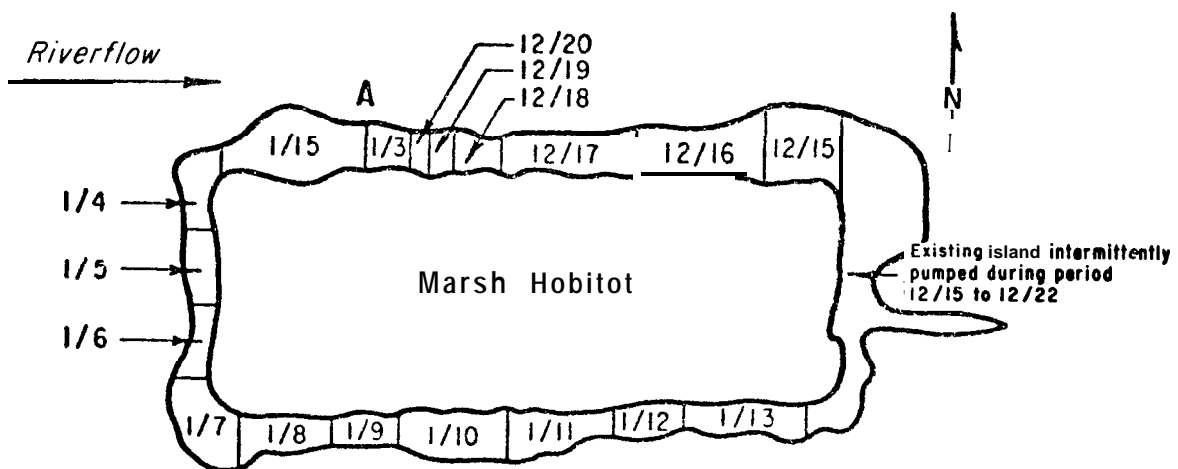 Riverflow
12/20
12/19
12/18
A
N
1/15
1/3
12/17
12/16
12/15
1/4
1/5
1/6
Marsh Hobitot
Existing island intermittently
pumped during period
12/15 to 12/22
1/7
1/8
1/9
1/10
1/11
1/12
1/13